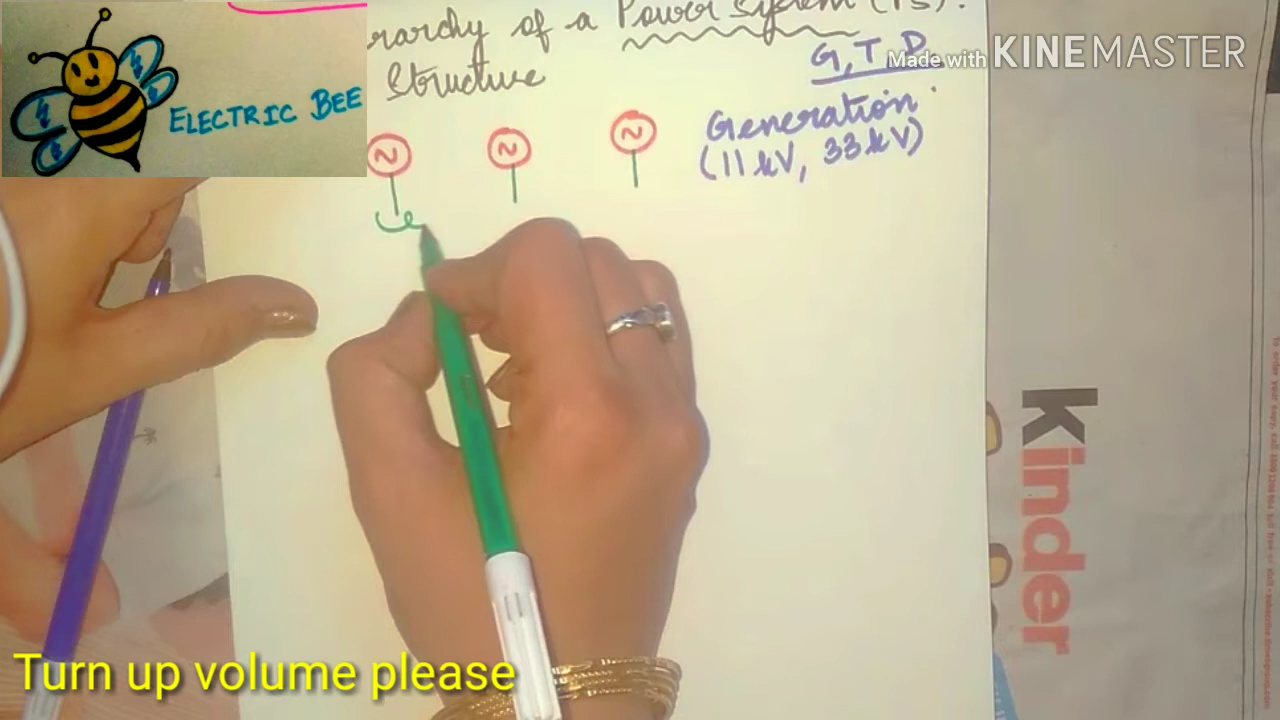 rarchy of a Power System (PS).
Structure
G, T, D
Made with KINEMASTER
ELECTRIC BEE
Generation
(11 kV, 33 kV)
N
N
N
Kinder
Turn up volume please